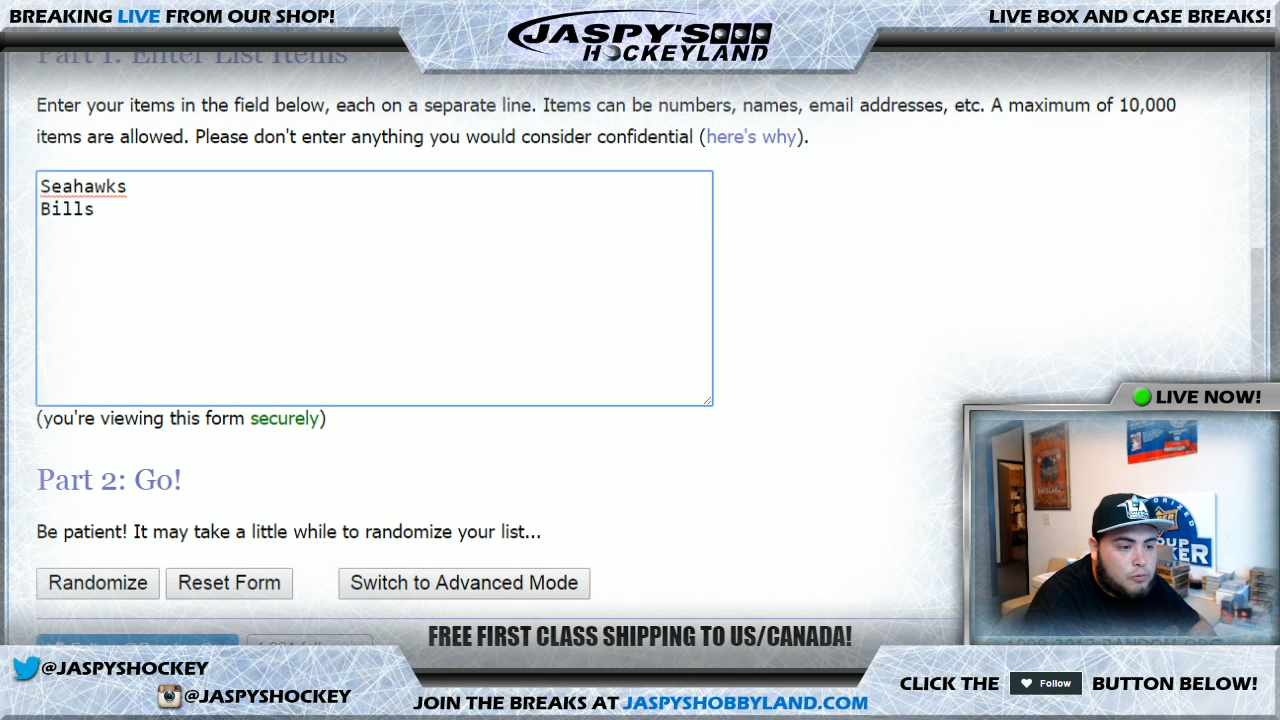 BREAKING LIVE FROM OUR SHOP!
JASPY'S
HOCKEYLAND
LIVE BOX AND CASE BREAKS!
Part 1: Enter List Items
Enter your items in the field below, each on a separate line. Items can be numbers, names, email addresses, etc. A maximum of 10,000
items are allowed. Please don't enter anything you would consider confidential (here's why).
Seahawks
Bills
(you're viewing this form securely)
LIVE NOW!
Part 2: Go!
Be patient! It may take a little while to randomize your list...
Randomize
Reset Form
Switch to Advanced Mode
FREE FIRST CLASS SHIPPING TO US/CANADA!
@JASPYSHOCKEY
@JASPYSHOCKEY
JOIN THE BREAKS AT JASPYSHOBBYLAND.COM
CLICK THE Follow BUTTON BELOW!